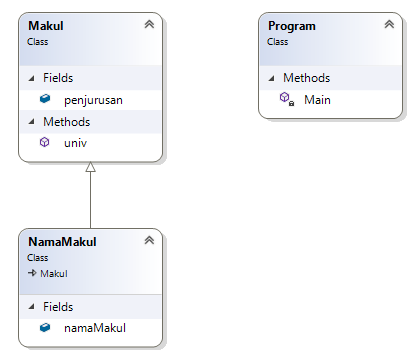 Makul
Class
Fields
penjurusan
Methods
univ
Program
Class
Methods
Main
NamaMakul
Class
Makul
Fields
namaMakul